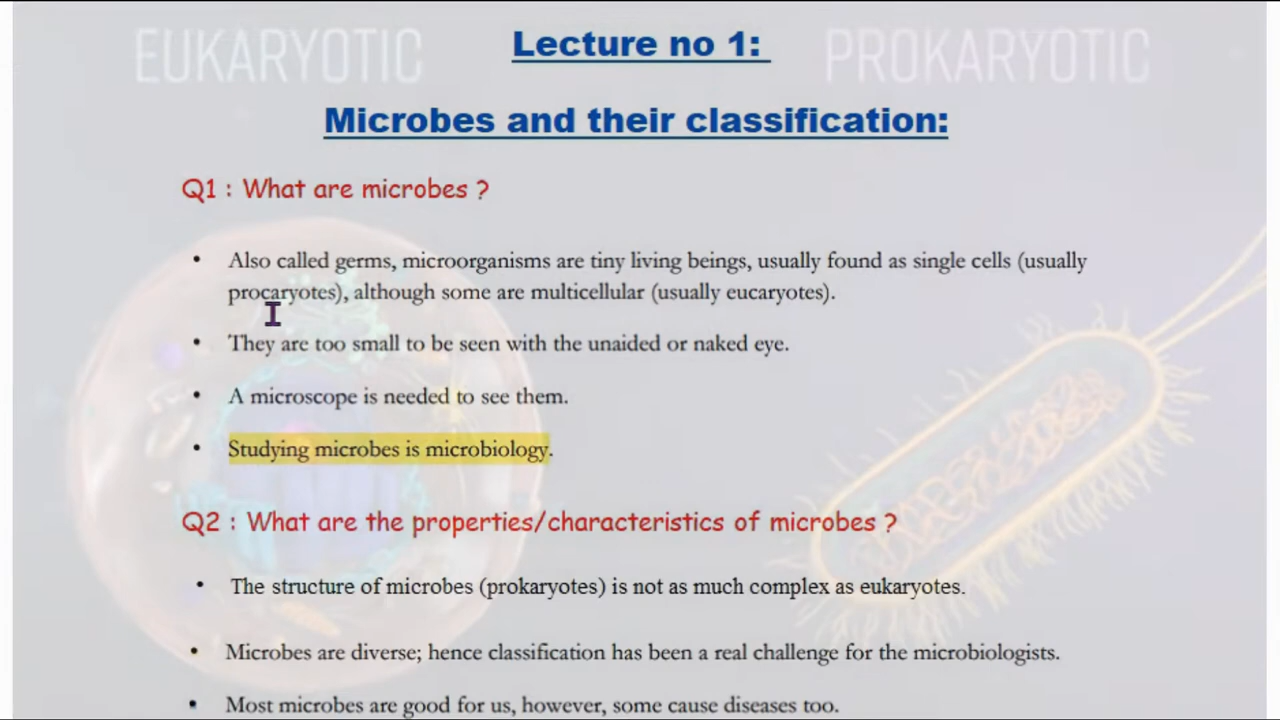 EUKARYOTIC
Lecture no 1:
PROKARYOTIC
Microbes and their classification:
Q1 : What are microbes ?
• Also called germs, microorganisms are tiny living beings, usually found as single cells (usually
procaryotes), although some are multicellular (usually eucaryotes).
• They are too small to be seen with the unaided or naked eye.
• A microscope is needed to see them.
• Studying microbes is microbiology.
Q2 : What are the properties/characteristics of microbes ?
• The structure of microbes (prokaryotes) is not as much complex as eukaryotes.
• Microbes are diverse; hence classification has been a real challenge for the microbiologists.
• Most microbes are good for us, however, some cause diseases too.